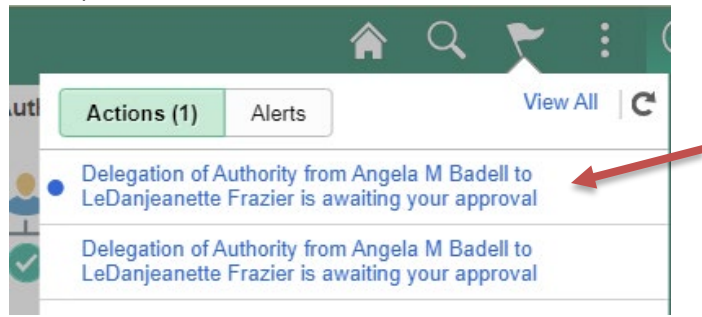 Actions (1) Alerts View All
Delegation of Authority from Angela M Badell to
LeDanjeanette Frazier is awaiting your approval
Delegation of Authority from Angela M Badell to
LeDanjeanette Frazier is awaiting your approval